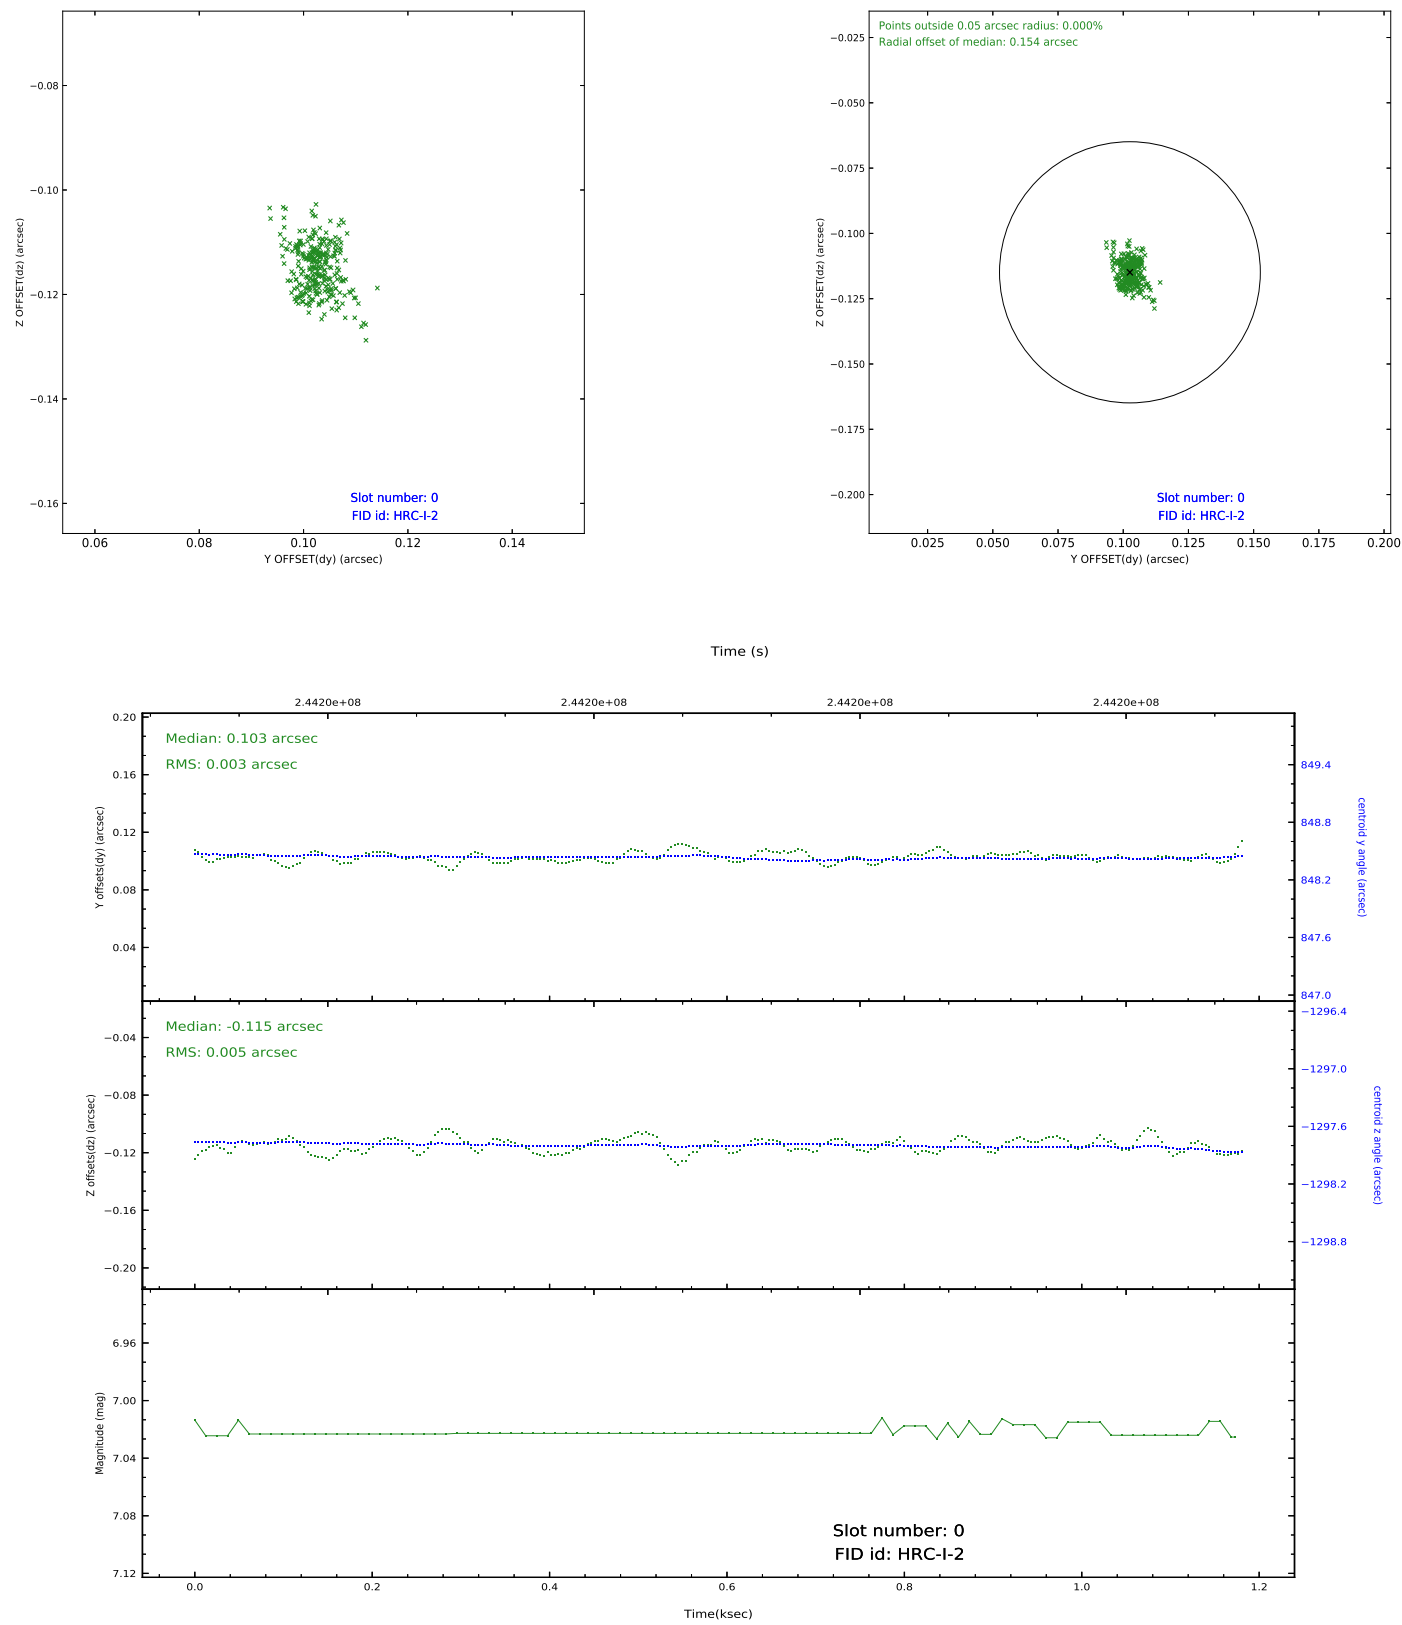 −0.08
−0.10
−0.12
−0.14
−0.16
Z OFFSET(dz) (arcsec)
Slot number: 0
FID id: HRC-I-2
0.06 0.08 0.10 0.12 0.14
Y OFFSET(dy) (arcsec)
Points outside 0.05 arcsec radius: 0.000%
Radial offset of median: 0.154 arcsec
−0.025
−0.050
−0.075
−0.100
−0.125
−0.150
−0.175
−0.200
Z OFFSET(dz) (arcsec)
Slot number: 0
FID id: HRC-I-2
0.025 0.050 0.075 0.100 0.125 0.150 0.175 0.200
Y OFFSET(dy) (arcsec)
Time (s)
2.4420e+08 2.4420e+08 2.4420e+08 2.4420e+08
Median: 0.103 arcsec
RMS: 0.003 arcsec
0.20
0.16
0.12
0.08
0.04
Y offsets(dy) (arcsec)
849.4
848.8
848.2
847.6
847.0
centroid y angle (arcsec)
Median: -0.115 arcsec
RMS: 0.005 arcsec
−0.04
−0.08
−0.12
−0.16
−0.20
Z offsets(dz) (arcsec)
−1296.4
−1297.0
−1297.6
−1298.2
−1298.8
centroid z angle (arcsec)
6.96
7.00
7.04
7.08
7.12
Magnitude (mag)
Slot number: 0
FID id: HRC-I-2
0.0 0.2 0.4 0.6 0.8 1.0 1.2
Time(ksec)